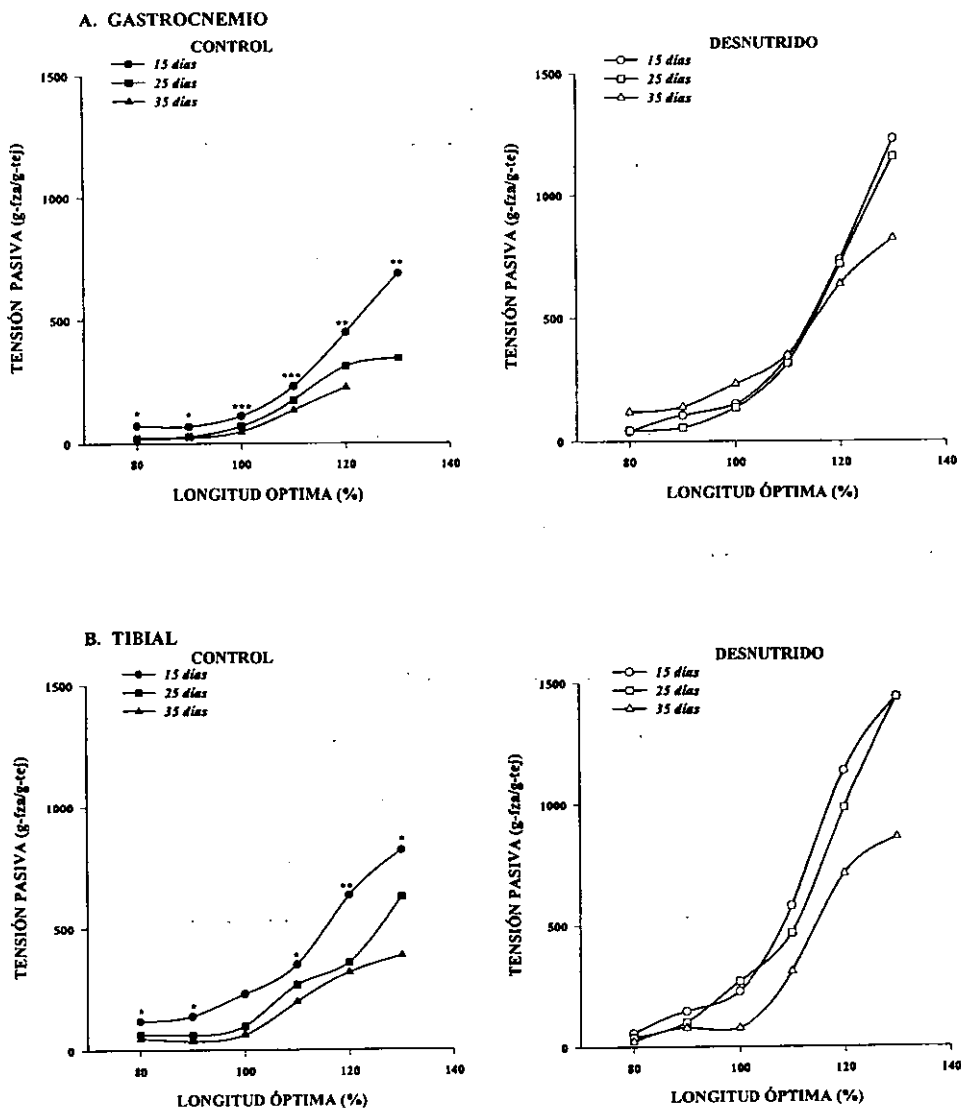 A. GASTROCNEMIO
CONTROL
15 días
25 días
35 días
TENSIÓN PASIVA (g-fza/g-tej)
1500
1000
500
0
*
*
***
***
**
**
80
100
120
140
LONGITUD OPTIMA (%)
DESNUTRIDO
15 días
25 días
35 días
TENSIÓN PASIVA (g-fza/g-tej)
1500
1000
500
0
80
100
120
140
LONGITUD ÓPTIMA (%)
B. TIBIAL
CONTROL
15 días
25 días
35 días
TENSIÓN PASIVA (g-fza/g-tej)
1500
1000
500
0
*
*
*
**
*
80
100
120
140
LONGITUD ÓPTIMA (%)
DESNUTRIDO
15 días
25 días
35 días
TENSIÓN PASIVA (g-fza/g-tej)
1500
1000
500
0
80
100
120
140
LONGITUD ÓPTIMA (%)